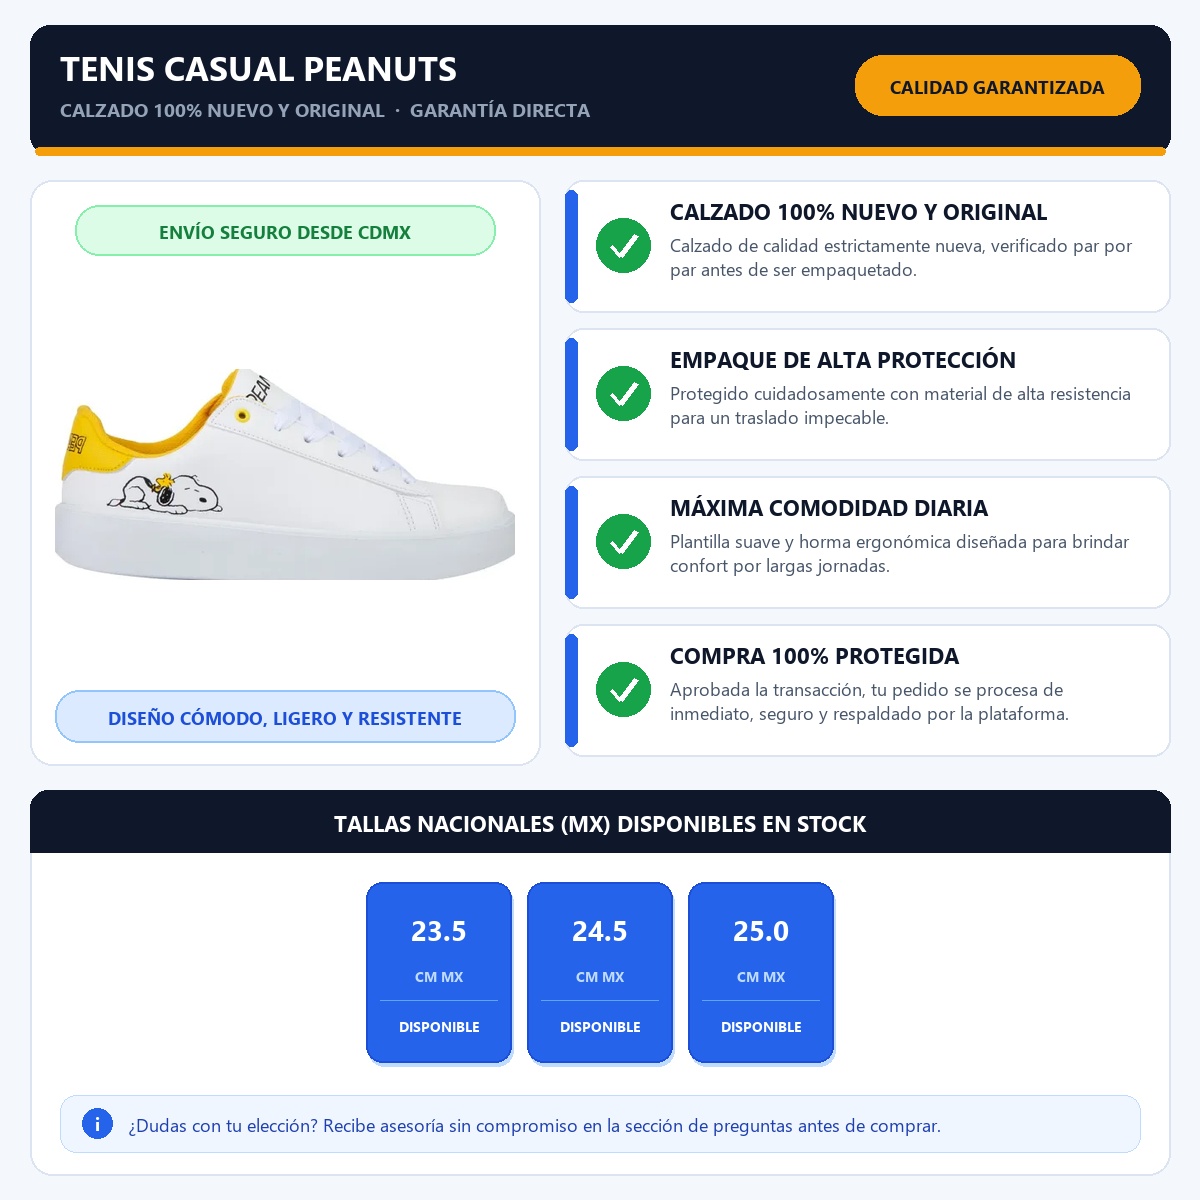 TENIS CASUAL PEANUTS
CALZADO 100% NUEVO Y ORIGINAL · GARANTÍA DIRECTA
CALIDAD GARANTIZADA
ENVÍO SEGURO DESDE CDMX
DISEÑO CÓMODO, LIGERO Y RESISTENTE
CALZADO 100% NUEVO Y ORIGINAL
Calzado de calidad estrictamente nueva, verificado par por
par antes de ser empaquetado.
EMPAQUE DE ALTA PROTECCIÓN
Protegido cuidadosamente con material de alta resistencia
para un traslado impecable.
MÁXIMA COMODIDAD DIARIA
Plantilla suave y horma ergonómica diseñada para brindar
confort por largas jornadas.
COMPRA 100% PROTEGIDA
Aprobada la transacción, tu pedido se procesa de
inmediato, seguro y respaldado por la plataforma.
TALLAS NACIONALES (MX) DISPONIBLES EN STOCK
23.5 24.5 25.0
CM MX CM MX CM MX
DISPONIBLE DISPONIBLE DISPONIBLE
¿Dudas con tu elección? Recibe asesoría sin compromiso en la sección de preguntas antes de comprar.